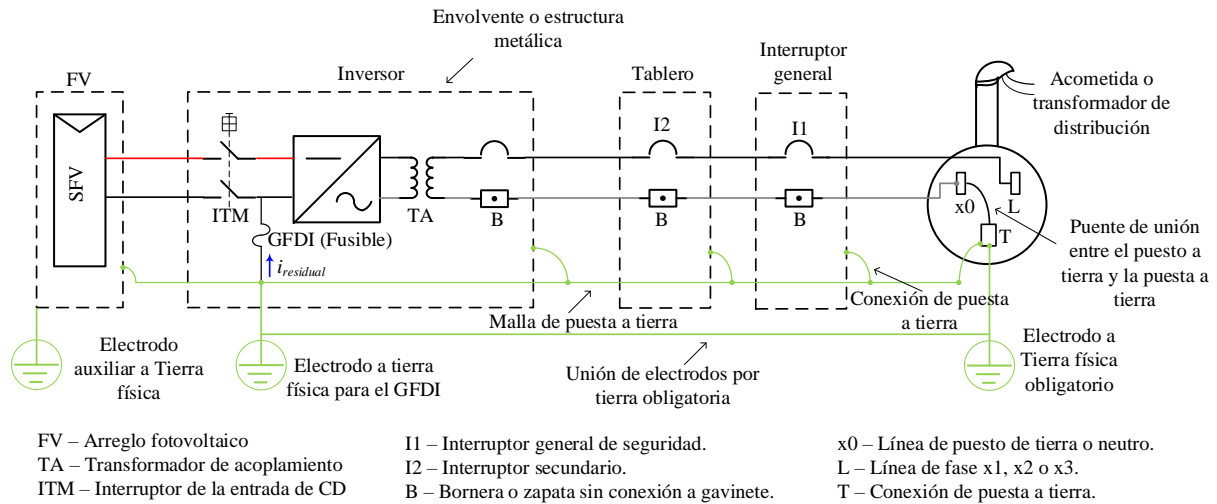 Envolvente o estructura
metálica
FV
Inversor
Tablero
Interruptor
general
Acometida o
transformador de
distribución
SFV
ITM
GFDI (Fusible)
i residual
TA
B
I2
B
I1
B
x0
L
T
Puente de unión
entre el puesto a
tierra y la puesta a
tierra
Malla de puesta a tierra
Conexión de puesta
a tierra
Electrodo
auxiliar a Tierra
física
Electrodo a tierra
física para el GFDI
Unión de electrodos por
tierra obligatoria
Electrodo a
Tierra física
obligatorio
FV – Arreglo fotovoltaico
TA – Transformador de acoplamiento
ITM – Interruptor de la entrada de CD
I1 – Interruptor general de seguridad.
I2 – Interruptor secundario.
B – Bornera o zapata sin conexión a gavinete.
x0 – Línea de puesto de tierra o neutro.
L – Línea de fase x1, x2 o x3.
T – Conexión de puesta a tierra.